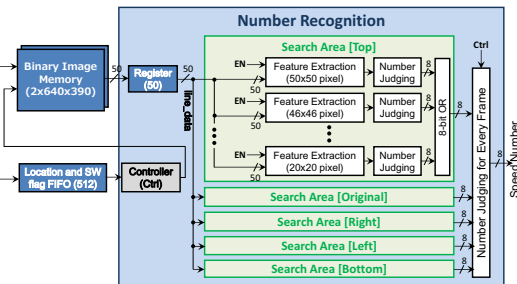 Number Recognition
Search Area [Top]
Binary Image
Memory
(2x640x390)
50
Register
(50)
50
line_data
EN
50
Feature Extraction
(50x50 pixel)
Number
Judging
8
EN
50
Feature Extraction
(46x46 pixel)
Number
Judging
8
EN
50
Feature Extraction
(20x20 pixel)
Number
Judging
8
8-bit OR
8
Ctrl
Number Judging for Every Frame
8
Speed Number
Location and SW
flag FIFO (512)
Controller
(Ctrl)
Search Area [Original]
8
Search Area [Right]
8
Search Area [Left]
8
Search Area [Bottom]
8